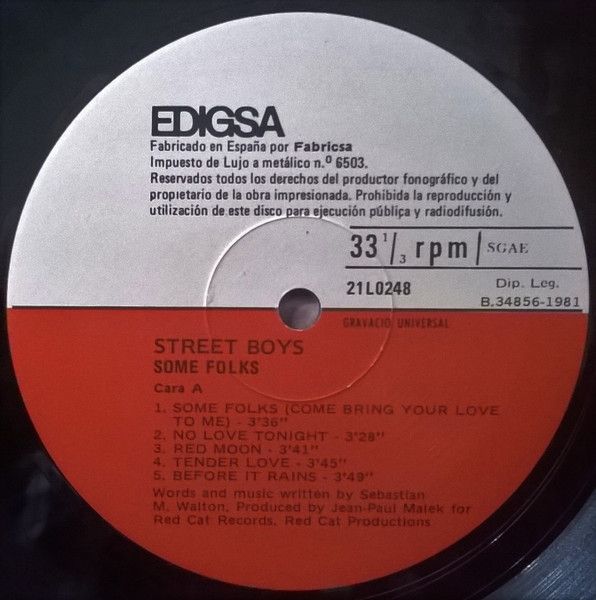 EDIGSA
Fabricado en España por Fabricsa
Impuesto de Lujo a metálico n.º 6503.
Reservados todos los derechos del productor fonográfico y del
propietario de la obra impresionada. Prohibida la reproducción y
utilización de este disco para ejecución pública y radiodifusión.
33 1/3 rpm SGAE
21L0248
Dip. Leg.
B.34856-1981
GRAVACIO UNIVERSAL
STREET BOYS
SOME FOLKS
Cara A
1. SOME FOLKS (COME BRING YOUR LOVE
TO ME) - 3'36"
2. NO LOVE TONIGHT - 3'28"
3. RED MOON - 3'41"
4. TENDER LOVE - 3'45"
5. BEFORE IT RAINS - 3'49"
Words and music written by Sebastian
M. Walton, Produced by Jean-Paul Malek for
Red Cat Records, Red Cat Productions